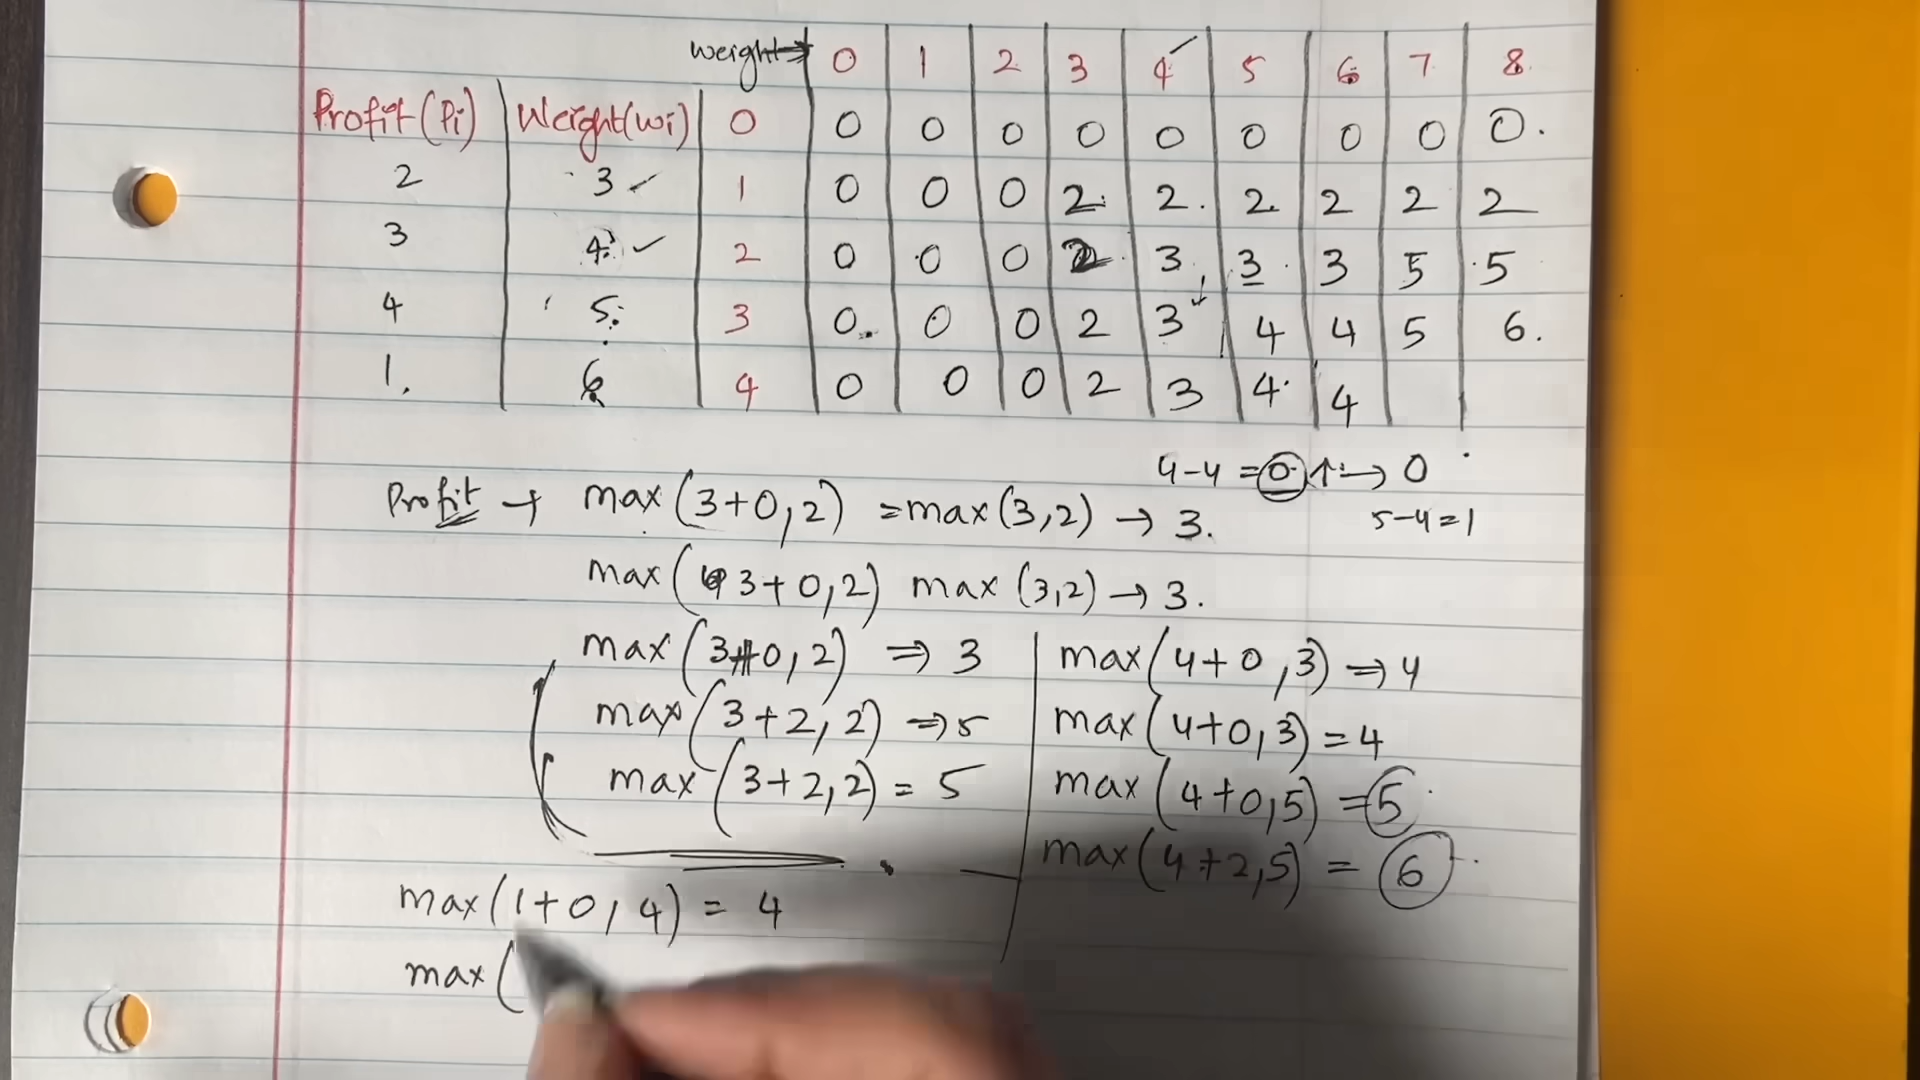 weight→ 0 1 2 3 4 5 6 7 8
Profit(Pi) Weight(wi) 0 0 0 0 0 0 0 0 0 0.
2 3 ✓ 1 0 0 0 2. 2. 2. 2 2 2
3 4 ✓ 2 0 0 0 2 3 3 3 5 5
4 5 3 0 0 0 2 3 4 4 5 6.
1. 6 4 0 0 0 2 3 4 4
4-4 = 0 ↑ → 0
Profit → max(3+0,2) = max(3,2) → 3.
5-4=1
max(3+0,2) max(3,2) → 3.
max(3+0,2) ⇒ 3
max(3+2,2) ⇒ 5
max(3+2,2) = 5
max(4+0,3) ⇒ 4
max(4+0,3) = 4
max(4+0,5) = 5
max(4+2,5) = 6
max(1+0,4) = 4
max(